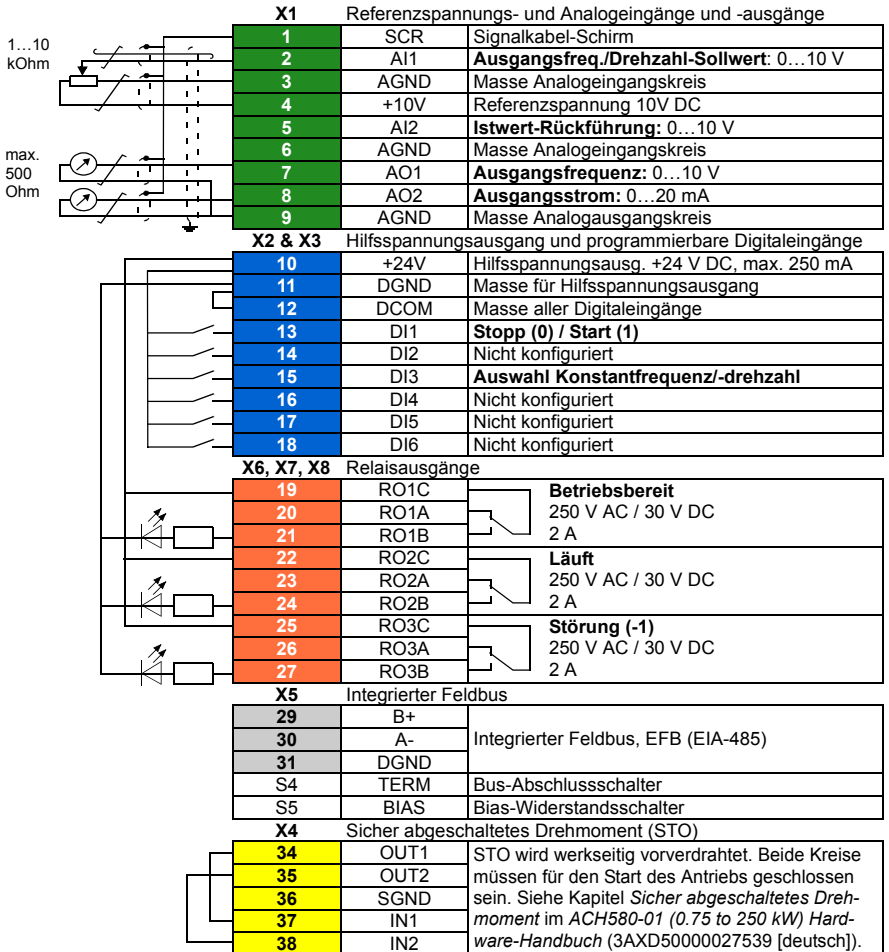 X1 Referenzspannungs- und Analogeingänge und -ausgänge
1…10
kOhm
1 SCR Signalkabel-Schirm
2 AI1 Ausgangsfreq./Drehzahl-Sollwert: 0…10 V
3 AGND Masse Analogeingangskreis
4 +10V Referenzspannung 10V DC
5 AI2 Istwert-Rückführung: 0…10 V
6 AGND Masse Analogeingangskreis
max.
500
Ohm
7 AO1 Ausgangsfrequenz: 0…10 V
8 AO2 Ausgangsstrom: 0…20 mA
9 AGND Masse Analogausgangskreis
X2 & X3 Hilfsspannungsausgang und programmierbare Digitaleingänge
10 +24V Hilfsspannungsausg. +24 V DC, max. 250 mA
11 DGND Masse für Hilfsspannungsausgang
12 DCOM Masse aller Digitaleingänge
13 DI1 Stopp (0) / Start (1)
14 DI2 Nicht konfiguriert
15 DI3 Auswahl Konstantfrequenz/-drehzahl
16 DI4 Nicht konfiguriert
17 DI5 Nicht konfiguriert
18 DI6 Nicht konfiguriert
X6, X7, X8 Relaisausgänge
19 RO1C Betriebsbereit
20 RO1A 250 V AC / 30 V DC
21 RO1B 2 A
22 RO2C Läuft
23 RO2A 250 V AC / 30 V DC
24 RO2B 2 A
25 RO3C Störung (-1)
26 RO3A 250 V AC / 30 V DC
27 RO3B 2 A
X5 Integrierter Feldbus
29 B+
30 A- Integrierter Feldbus, EFB (EIA-485)
31 DGND
S4 TERM Bus-Abschlussschalter
S5 BIAS Bias-Widerstandsschalter
X4 Sicher abgeschaltetes Drehmoment (STO)
34 OUT1 STO wird werkseitig vorverdrahtet. Beide Kreise
35 OUT2 müssen für den Start des Antriebs geschlossen
36 SGND sein. Siehe Kapitel Sicher abgeschaltetes Dreh-
37 IN1 moment im ACH580-01 (0.75 to 250 kW) Hard-
38 IN2 ware-Handbuch (3AXD50000027539 [deutsch]).